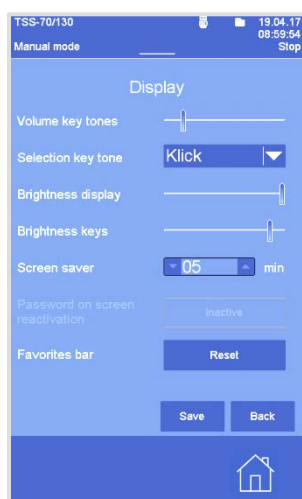 TSS-70/130
19.04.17
08:59:54
Manual mode
Stop
Display
Volume key tones
Selection key tone
Klick
Brightness display
Brightness keys
Screen saver
05
min
Password on screen
reactivation
Inactive
Favorites bar
Reset
Save
Back